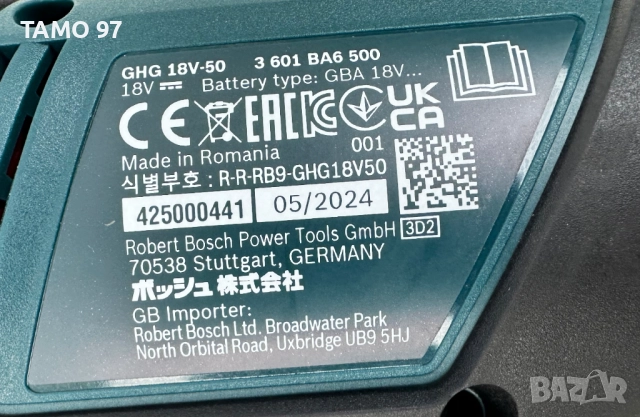 TAMO 97
GHG 18V-50 3 601 BA6 500
18V Battery type: GBA 18V...
CE EAC UK CA
001
Made in Romania
식별부호 : R-R-RB9-GHG18V50
425000441 05/2024
Robert Bosch Power Tools GmbH 3D2
70538 Stuttgart, GERMANY
ボッシュ株式会社
GB Importer:
Robert Bosch Ltd. Broadwater Park
North Orbital Road, Uxbridge UB9 5HJ
BAZAR.BG